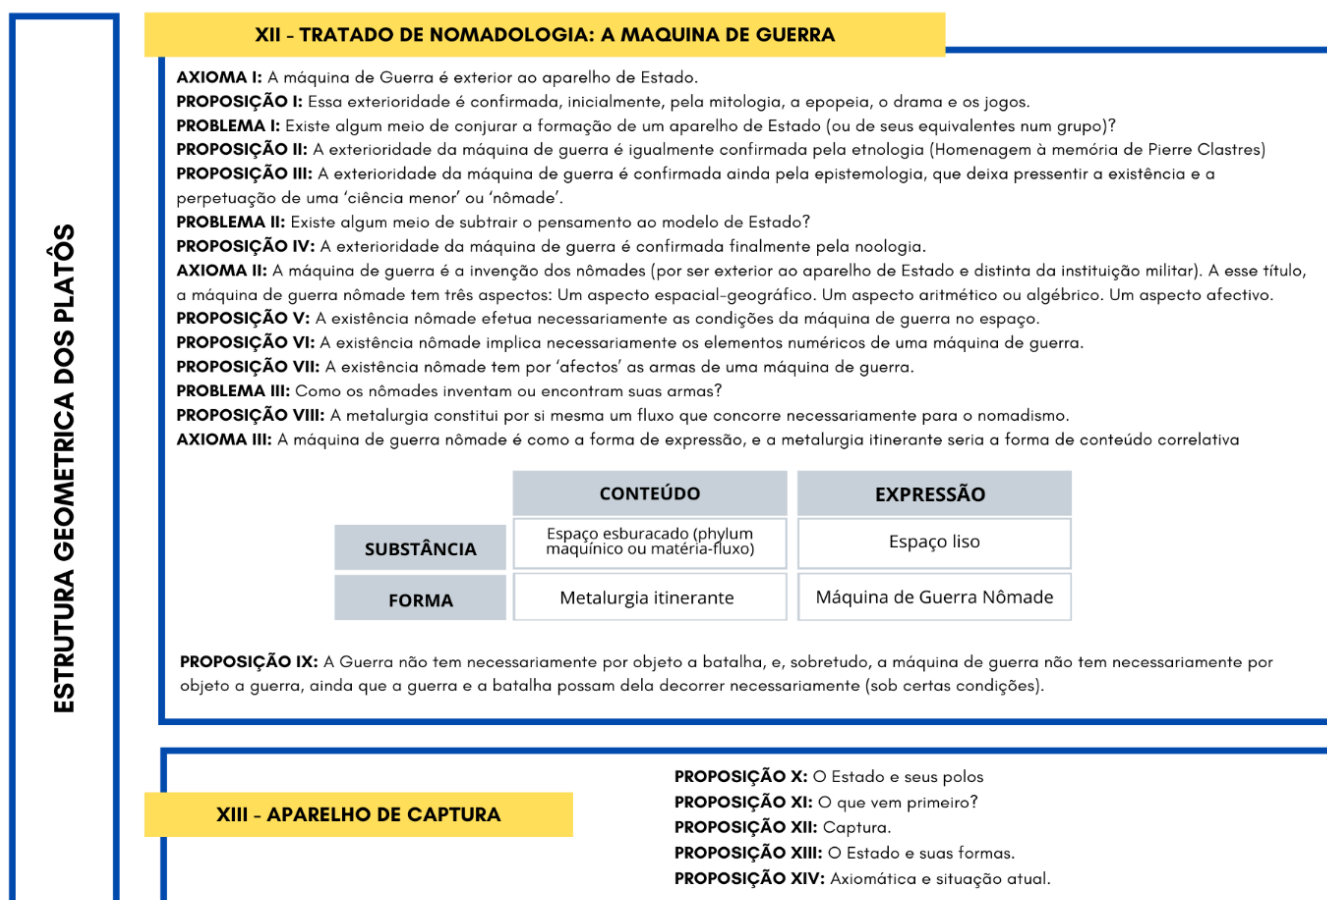 ESTRUTURA GEOMETRICA DOS PLATÔS
XII - TRATADO DE NOMADOLOGIA: A MAQUINA DE GUERRA
AXIOMA I: A máquina de Guerra é exterior ao aparelho de Estado.
PROPOSIÇÃO I: Essa exterioridade é confirmada, inicialmente, pela mitologia, a epopeia, o drama e os jogos.
PROBLEMA I: Existe algum meio de conjurar a formação de um aparelho de Estado (ou de seus equivalentes num grupo)?
PROPOSIÇÃO II: A exterioridade da máquina de guerra é igualmente confirmada pela etnologia (Homenagem à memória de Pierre Clastres)
PROPOSIÇÃO III: A exterioridade da máquina de guerra é confirmada ainda pela epistemologia, que deixa pressentir a existência e a
perpetuação de uma ‘ciência menor’ ou ‘nômade’.
PROBLEMA II: Existe algum meio de subtrair o pensamento ao modelo de Estado?
PROPOSIÇÃO IV: A exterioridade da máquina de guerra é confirmada finalmente pela noologia.
AXIOMA II: A máquina de guerra é a invenção dos nômades (por ser exterior ao aparelho de Estado e distinta da instituição militar). A esse título,
a máquina de guerra nômade tem três aspectos: Um aspecto espacial-geográfico. Um aspecto aritmético ou algébrico. Um aspecto afectivo.
PROPOSIÇÃO V: A existência nômade efetua necessariamente as condições da máquina de guerra no espaço.
PROPOSIÇÃO VI: A existência nômade implica necessariamente os elementos numéricos de uma máquina de guerra.
PROPOSIÇÃO VII: A existência nômade tem por ‘afectos’ as armas de uma máquina de guerra.
PROBLEMA III: Como os nômades inventam ou encontram suas armas?
PROPOSIÇÃO VIII: A metalurgia constitui por si mesma um fluxo que concorre necessariamente para o nomadismo.
AXIOMA III: A máquina de guerra nômade é como a forma de expressão, e a metalurgia itinerante seria a forma de conteúdo correlativa
CONTEÚDO EXPRESSÃO
SUBSTÂNCIA
Espaço esburacado (phylum
maquínico ou matéria-fluxo)
Espaço liso
FORMA Metalurgia itinerante Máquina de Guerra Nômade
PROPOSIÇÃO IX: A Guerra não tem necessariamente por objeto a batalha, e, sobretudo, a máquina de guerra não tem necessariamente por
objeto a guerra, ainda que a guerra e a batalha possam dela decorrer necessariamente (sob certas condições).
XIII - APARELHO DE CAPTURA
PROPOSIÇÃO X: O Estado e seus polos
PROPOSIÇÃO XI: O que vem primeiro?
PROPOSIÇÃO XII: Captura.
PROPOSIÇÃO XIII: O Estado e suas formas.
PROPOSIÇÃO XIV: Axiomática e situação atual.